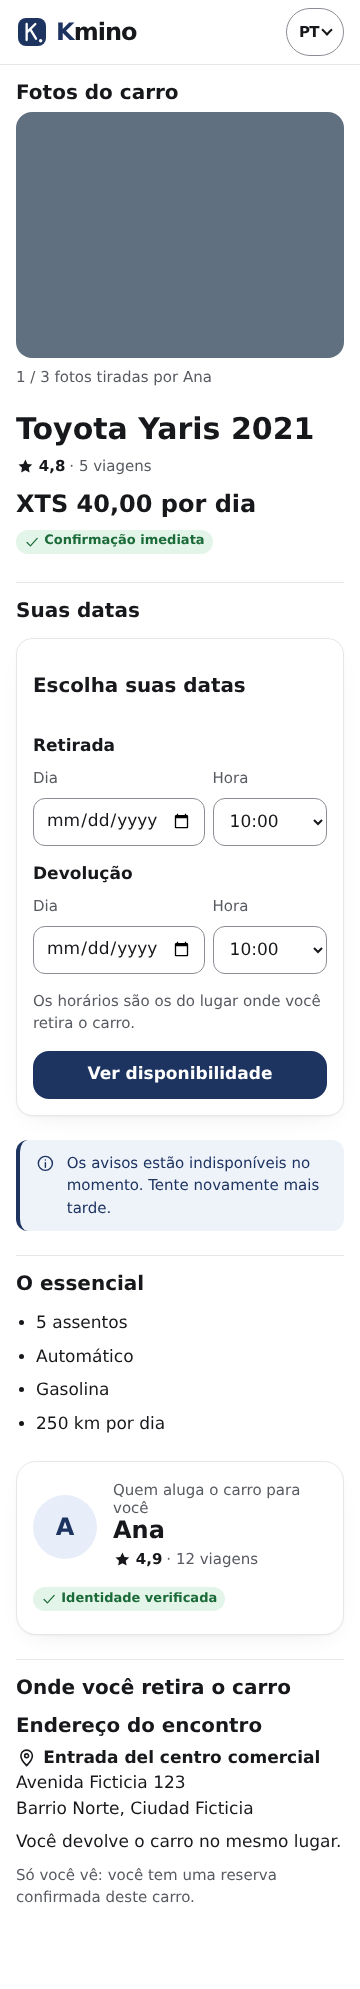 Kmino
PT
Fotos do carro
1 / 3 fotos tiradas por Ana
Toyota Yaris 2021
★ 4,8 · 5 viagens
XTS 40,00 por dia
✓ Confirmação imediata
Suas datas
Escolha suas datas
Retirada
Dia Hora
mm/dd/yyyy 10:00
Devolução
Dia Hora
mm/dd/yyyy 10:00
Os horários são os do lugar onde você
retira o carro.
Ver disponibilidade
Os avisos estão indisponíveis no
momento. Tente novamente mais
tarde.
O essencial
• 5 assentos
• Automático
• Gasolina
• 250 km por dia
A
Quem aluga o carro para
você
Ana
★ 4,9 · 12 viagens
✓ Identidade verificada
Onde você retira o carro
Endereço do encontro
Entrada del centro comercial
Avenida Ficticia 123
Barrio Norte, Ciudad Ficticia
Você devolve o carro no mesmo lugar.
Só você vê: você tem uma reserva
confirmada deste carro.